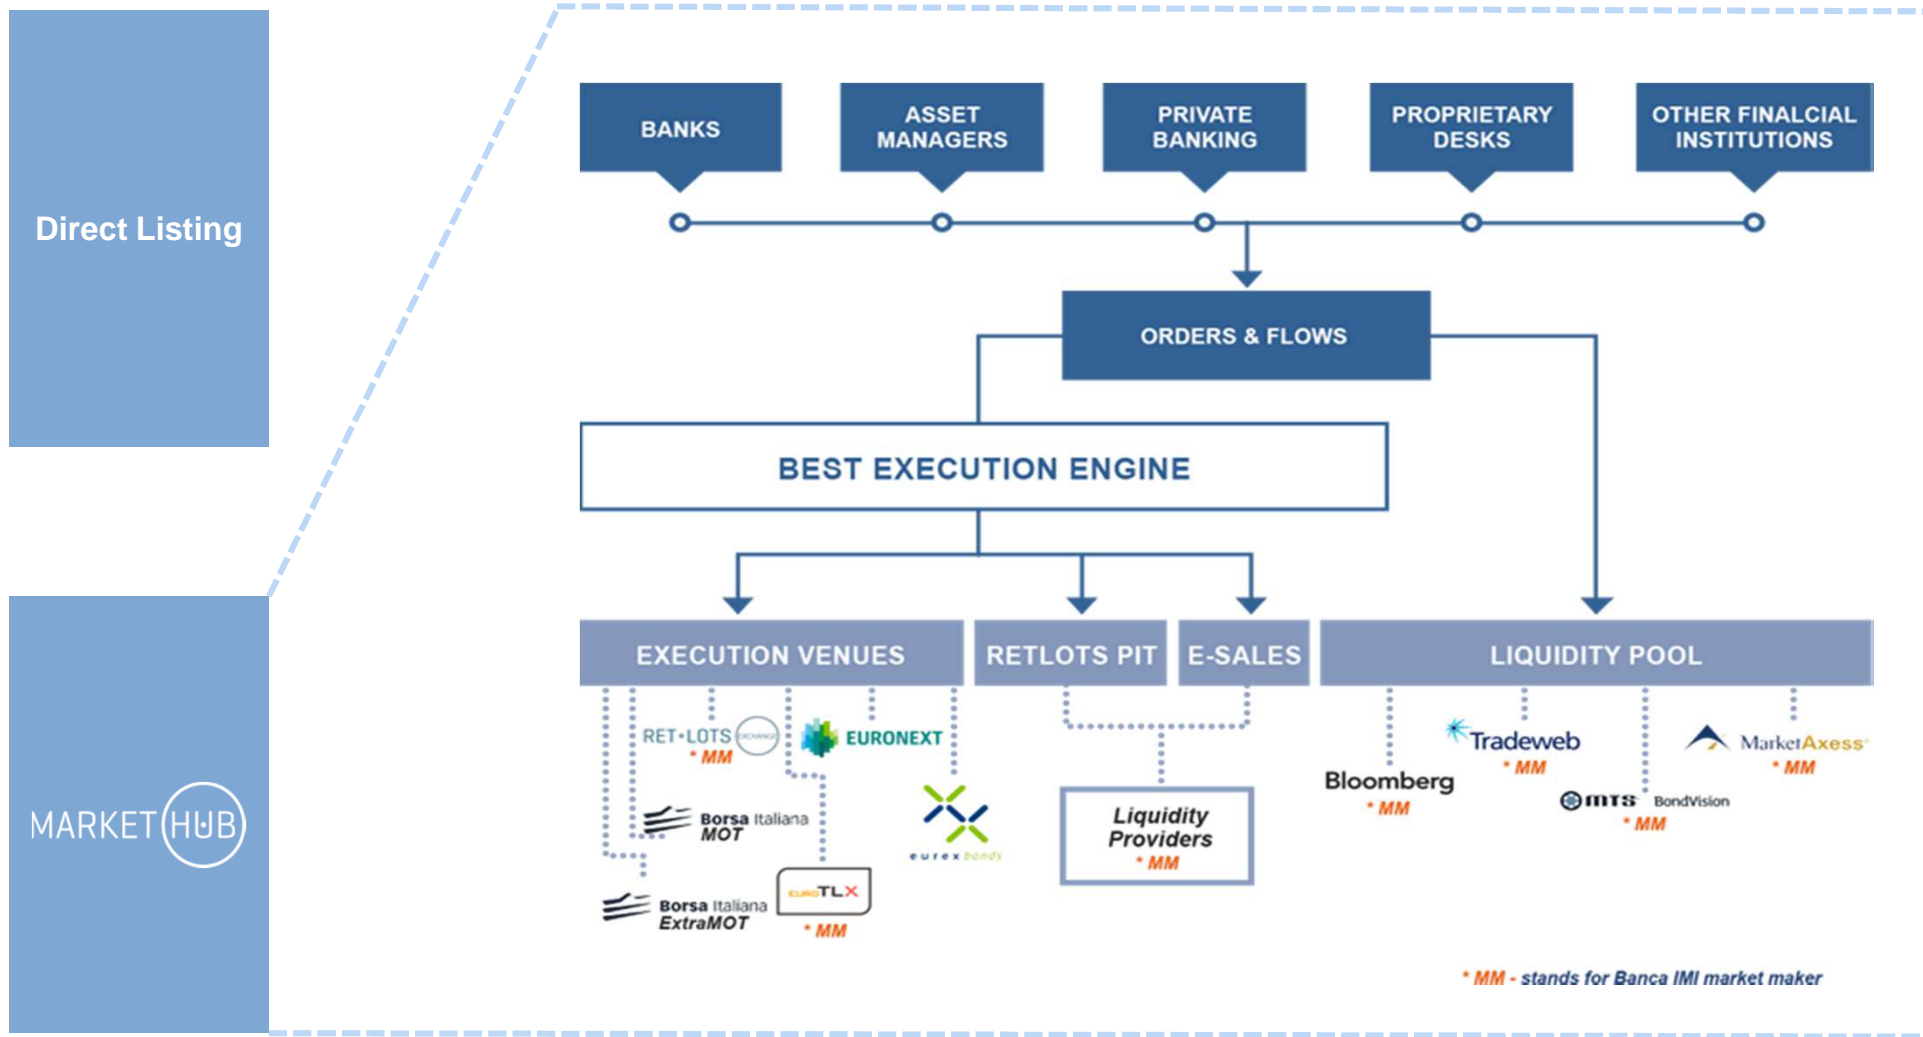 Direct Listing
MARKET HUB
BANKS
ASSET
MANAGERS
PRIVATE
BANKING
PROPRIETARY
DESKS
OTHER FINALCIAL
INSTITUTIONS
ORDERS & FLOWS
BEST EXECUTION ENGINE
EXECUTION VENUES
RETLOTS PIT
E-SALES
LIQUIDITY POOL
RET•LOTS EXCHANGE
* MM
EURONEXT
Borsa Italiana
MOT
eurex bonds
Borsa Italiana
ExtraMOT
EUROTLX
* MM
Liquidity
Providers
* MM
Bloomberg
* MM
Tradeweb
* MM
MTS BondVision
* MM
MarketAxess
* MM
* MM - stands for Banca IMI market maker